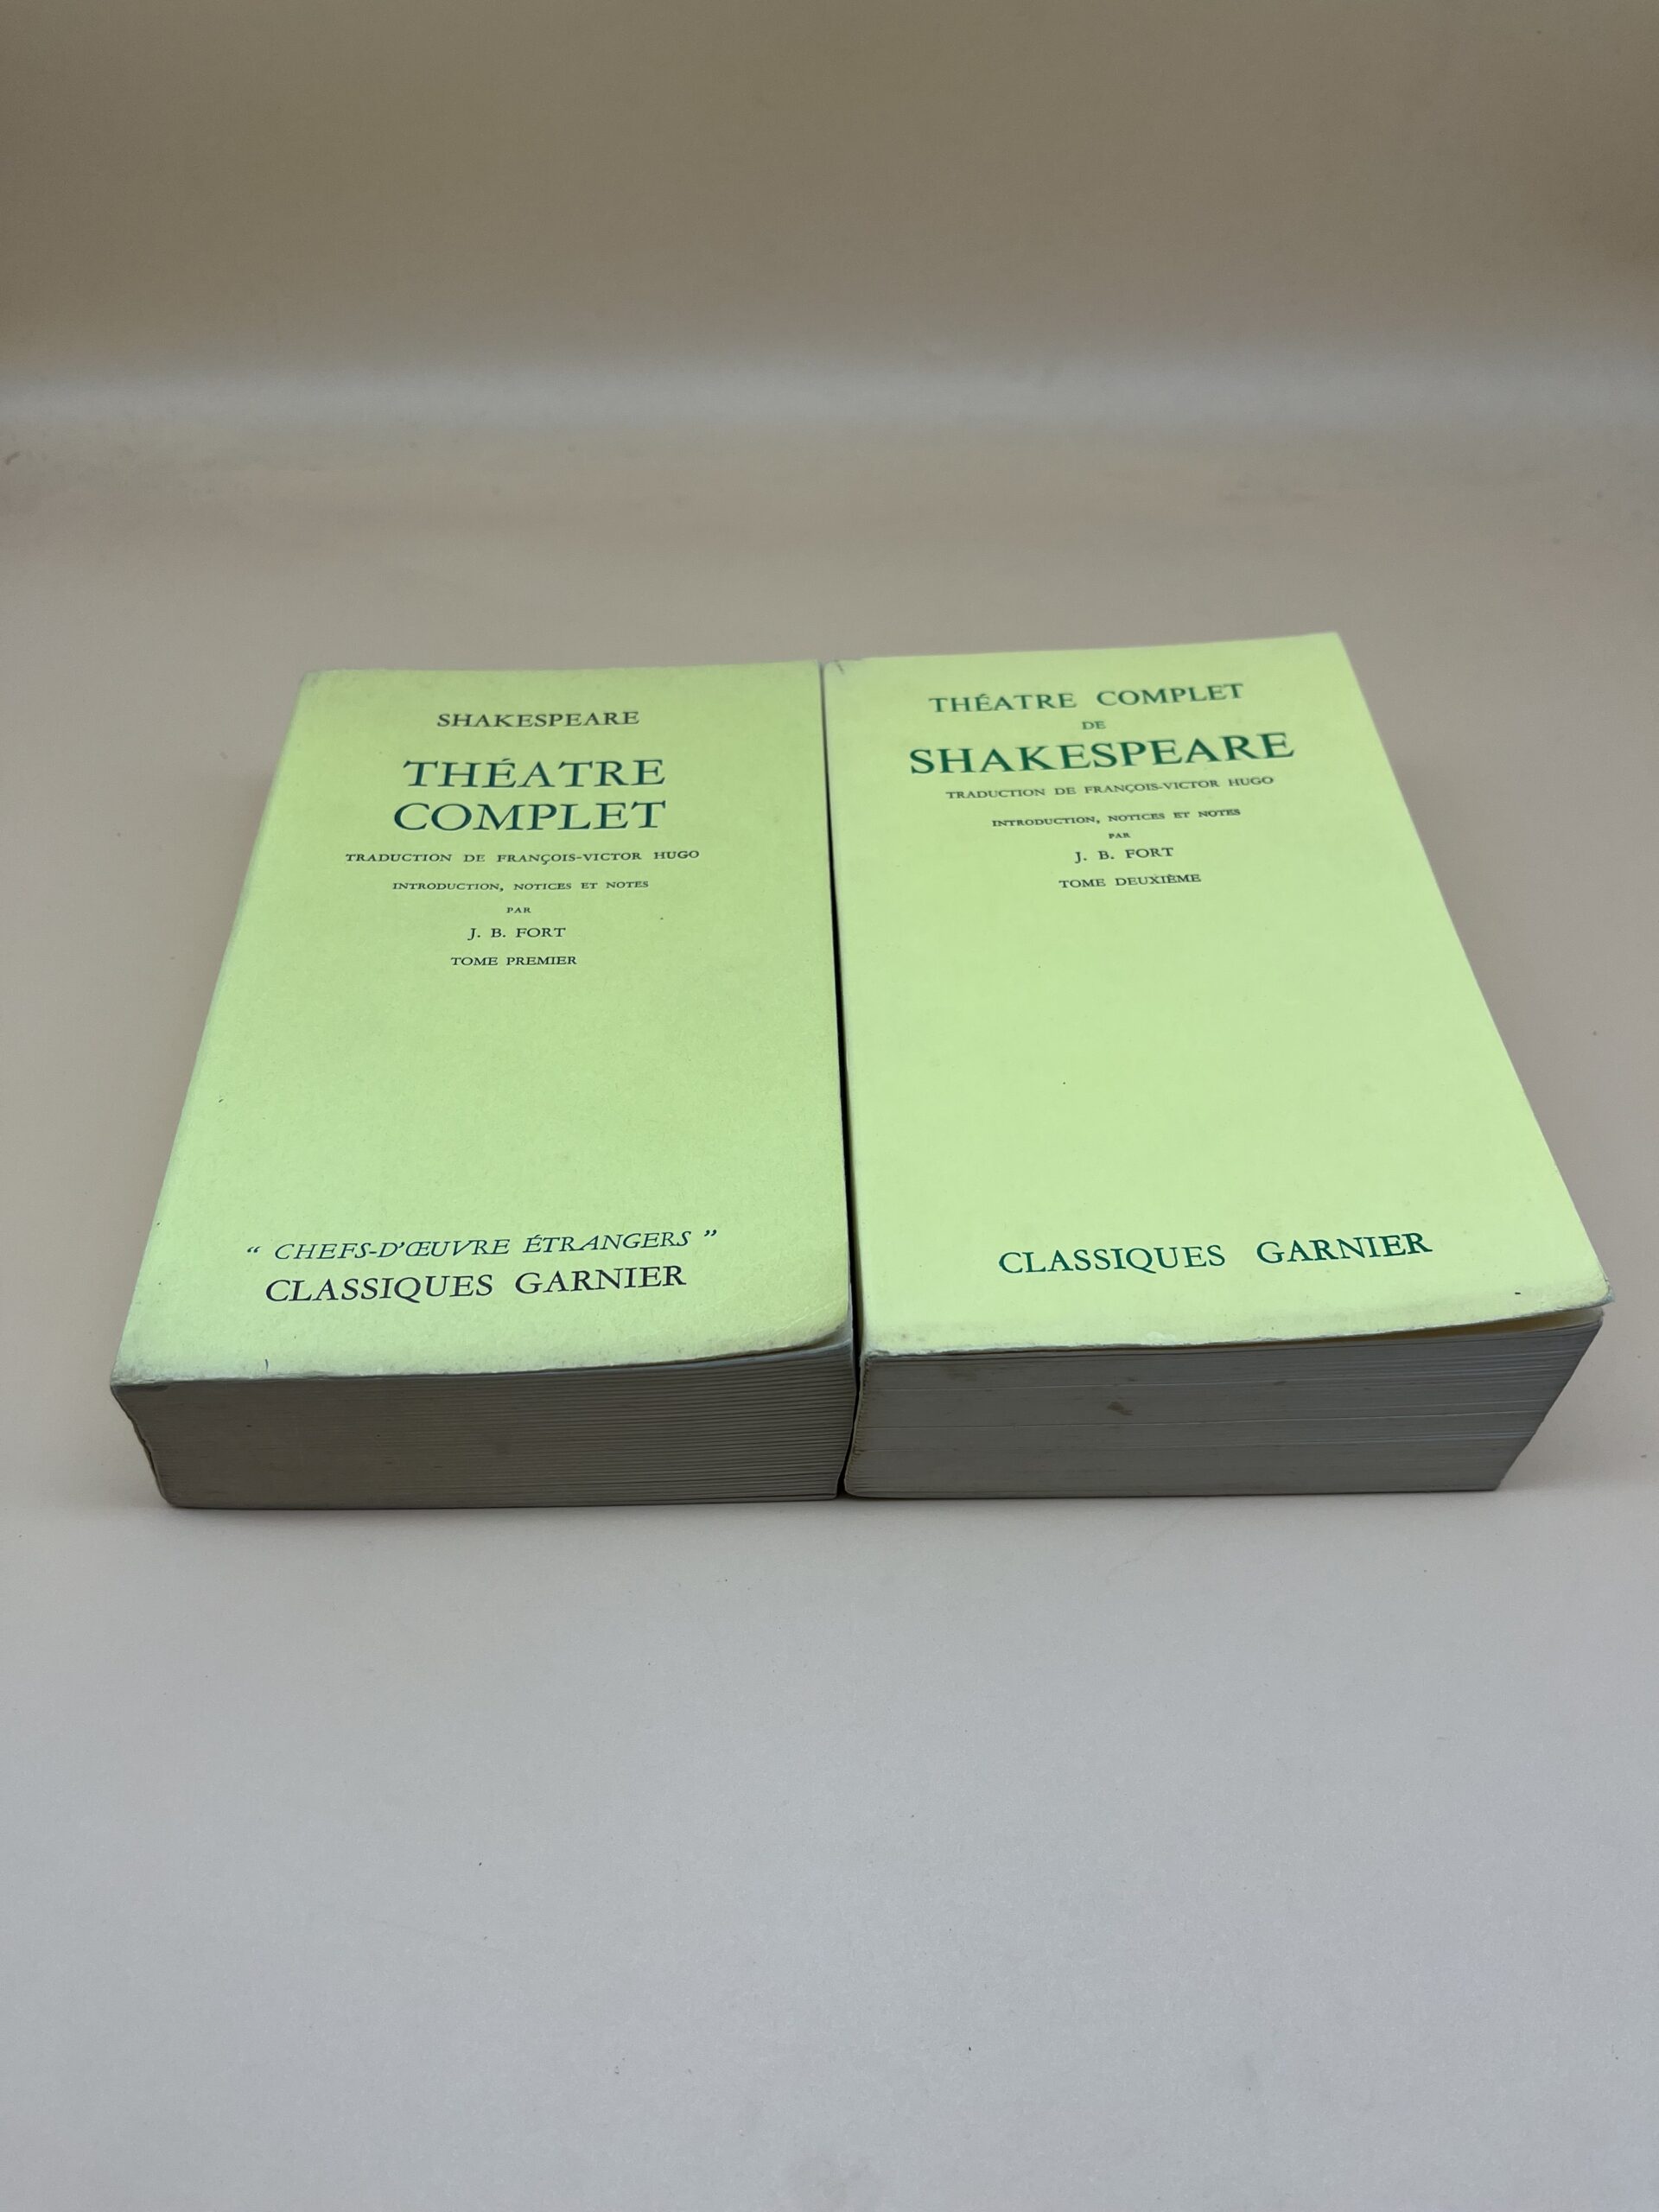 SHAKESPEARE
THÉATRE
COMPLET
TRADUCTION DE FRANÇOIS-VICTOR HUGO
INTRODUCTION, NOTICES ET NOTES
PAR
J. B. FORT
TOME PREMIER
“ CHEFS-D’ŒUVRE ÉTRANGERS ”
CLASSIQUES GARNIER
THÉATRE COMPLET
DE
SHAKESPEARE
TRADUCTION DE FRANÇOIS-VICTOR HUGO
INTRODUCTION, NOTICES ET NOTES
PAR
J. B. FORT
TOME DEUXIÈME
CLASSIQUES GARNIER